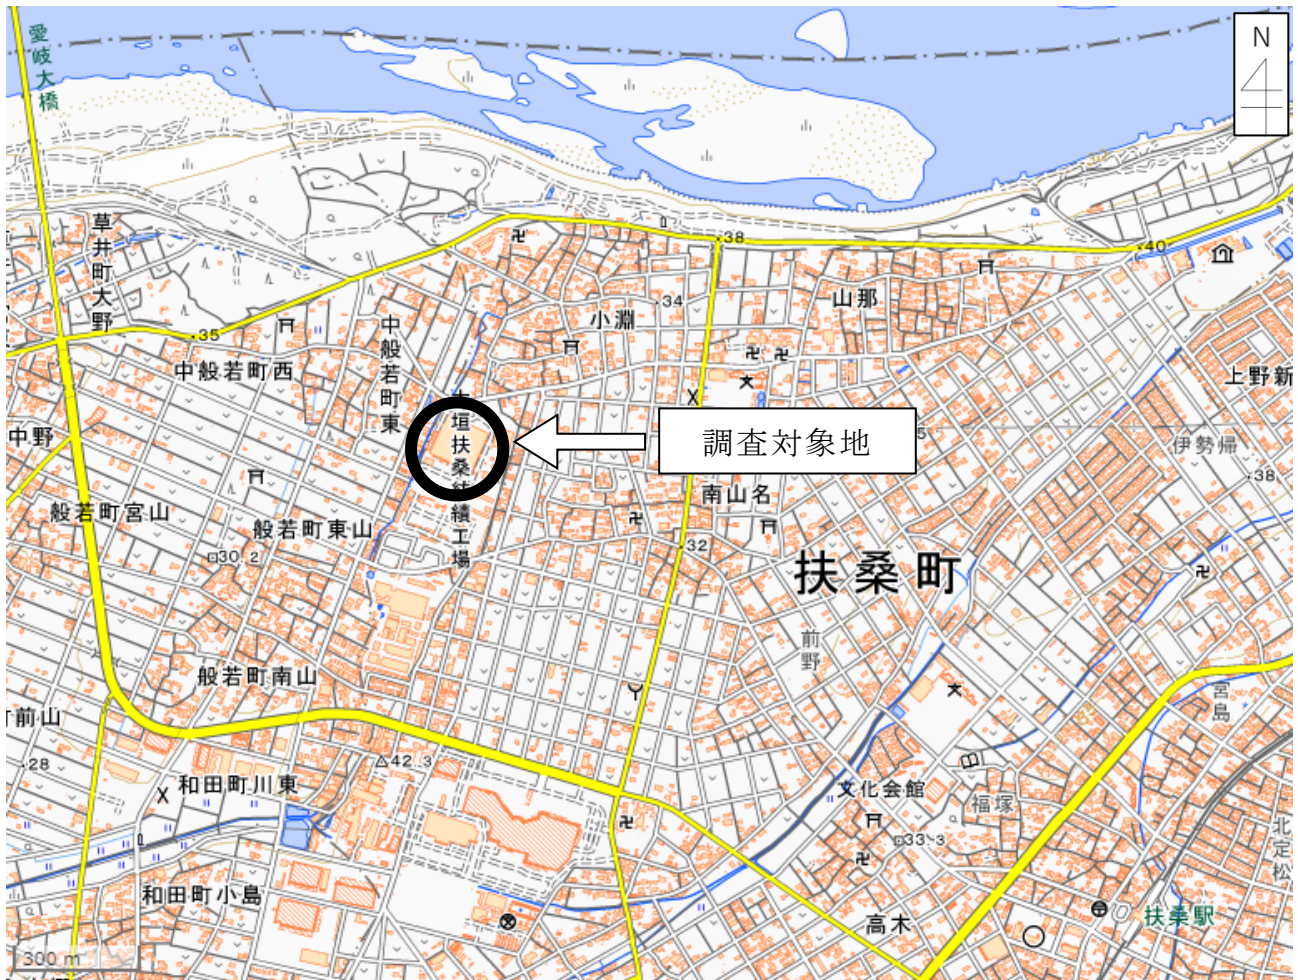 愛岐大橋
N
草井町大野
38
40
34
小淵
山那
35
中般若町西
中般若町東
上野新
中野
垣扶桑紡績工場
調査対象地
伊勢帰
38
般若町宮山
般若町東山
南山名
30.2
32
扶桑町
前野
般若町南山
宮島
前山
28
42.3
和田町川東
文化会館
福塚
33.3
北定松
和田町小島
高木
扶桑駅
300 m